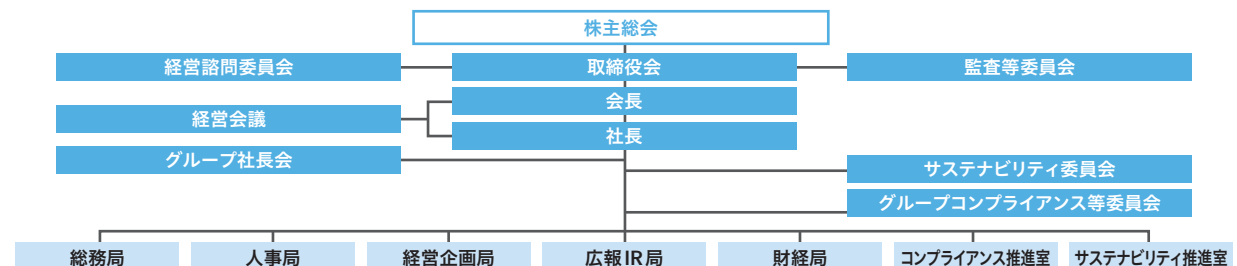 株主総会
経営諮問委員会
取締役会
監査等委員会
会長
経営会議
社長
グループ社長会
サステナビリティ委員会
グループコンプライアンス等委員会
総務局
人事局
経営企画局
広報IR局
財経局
コンプライアンス推進室
サステナビリティ推進室